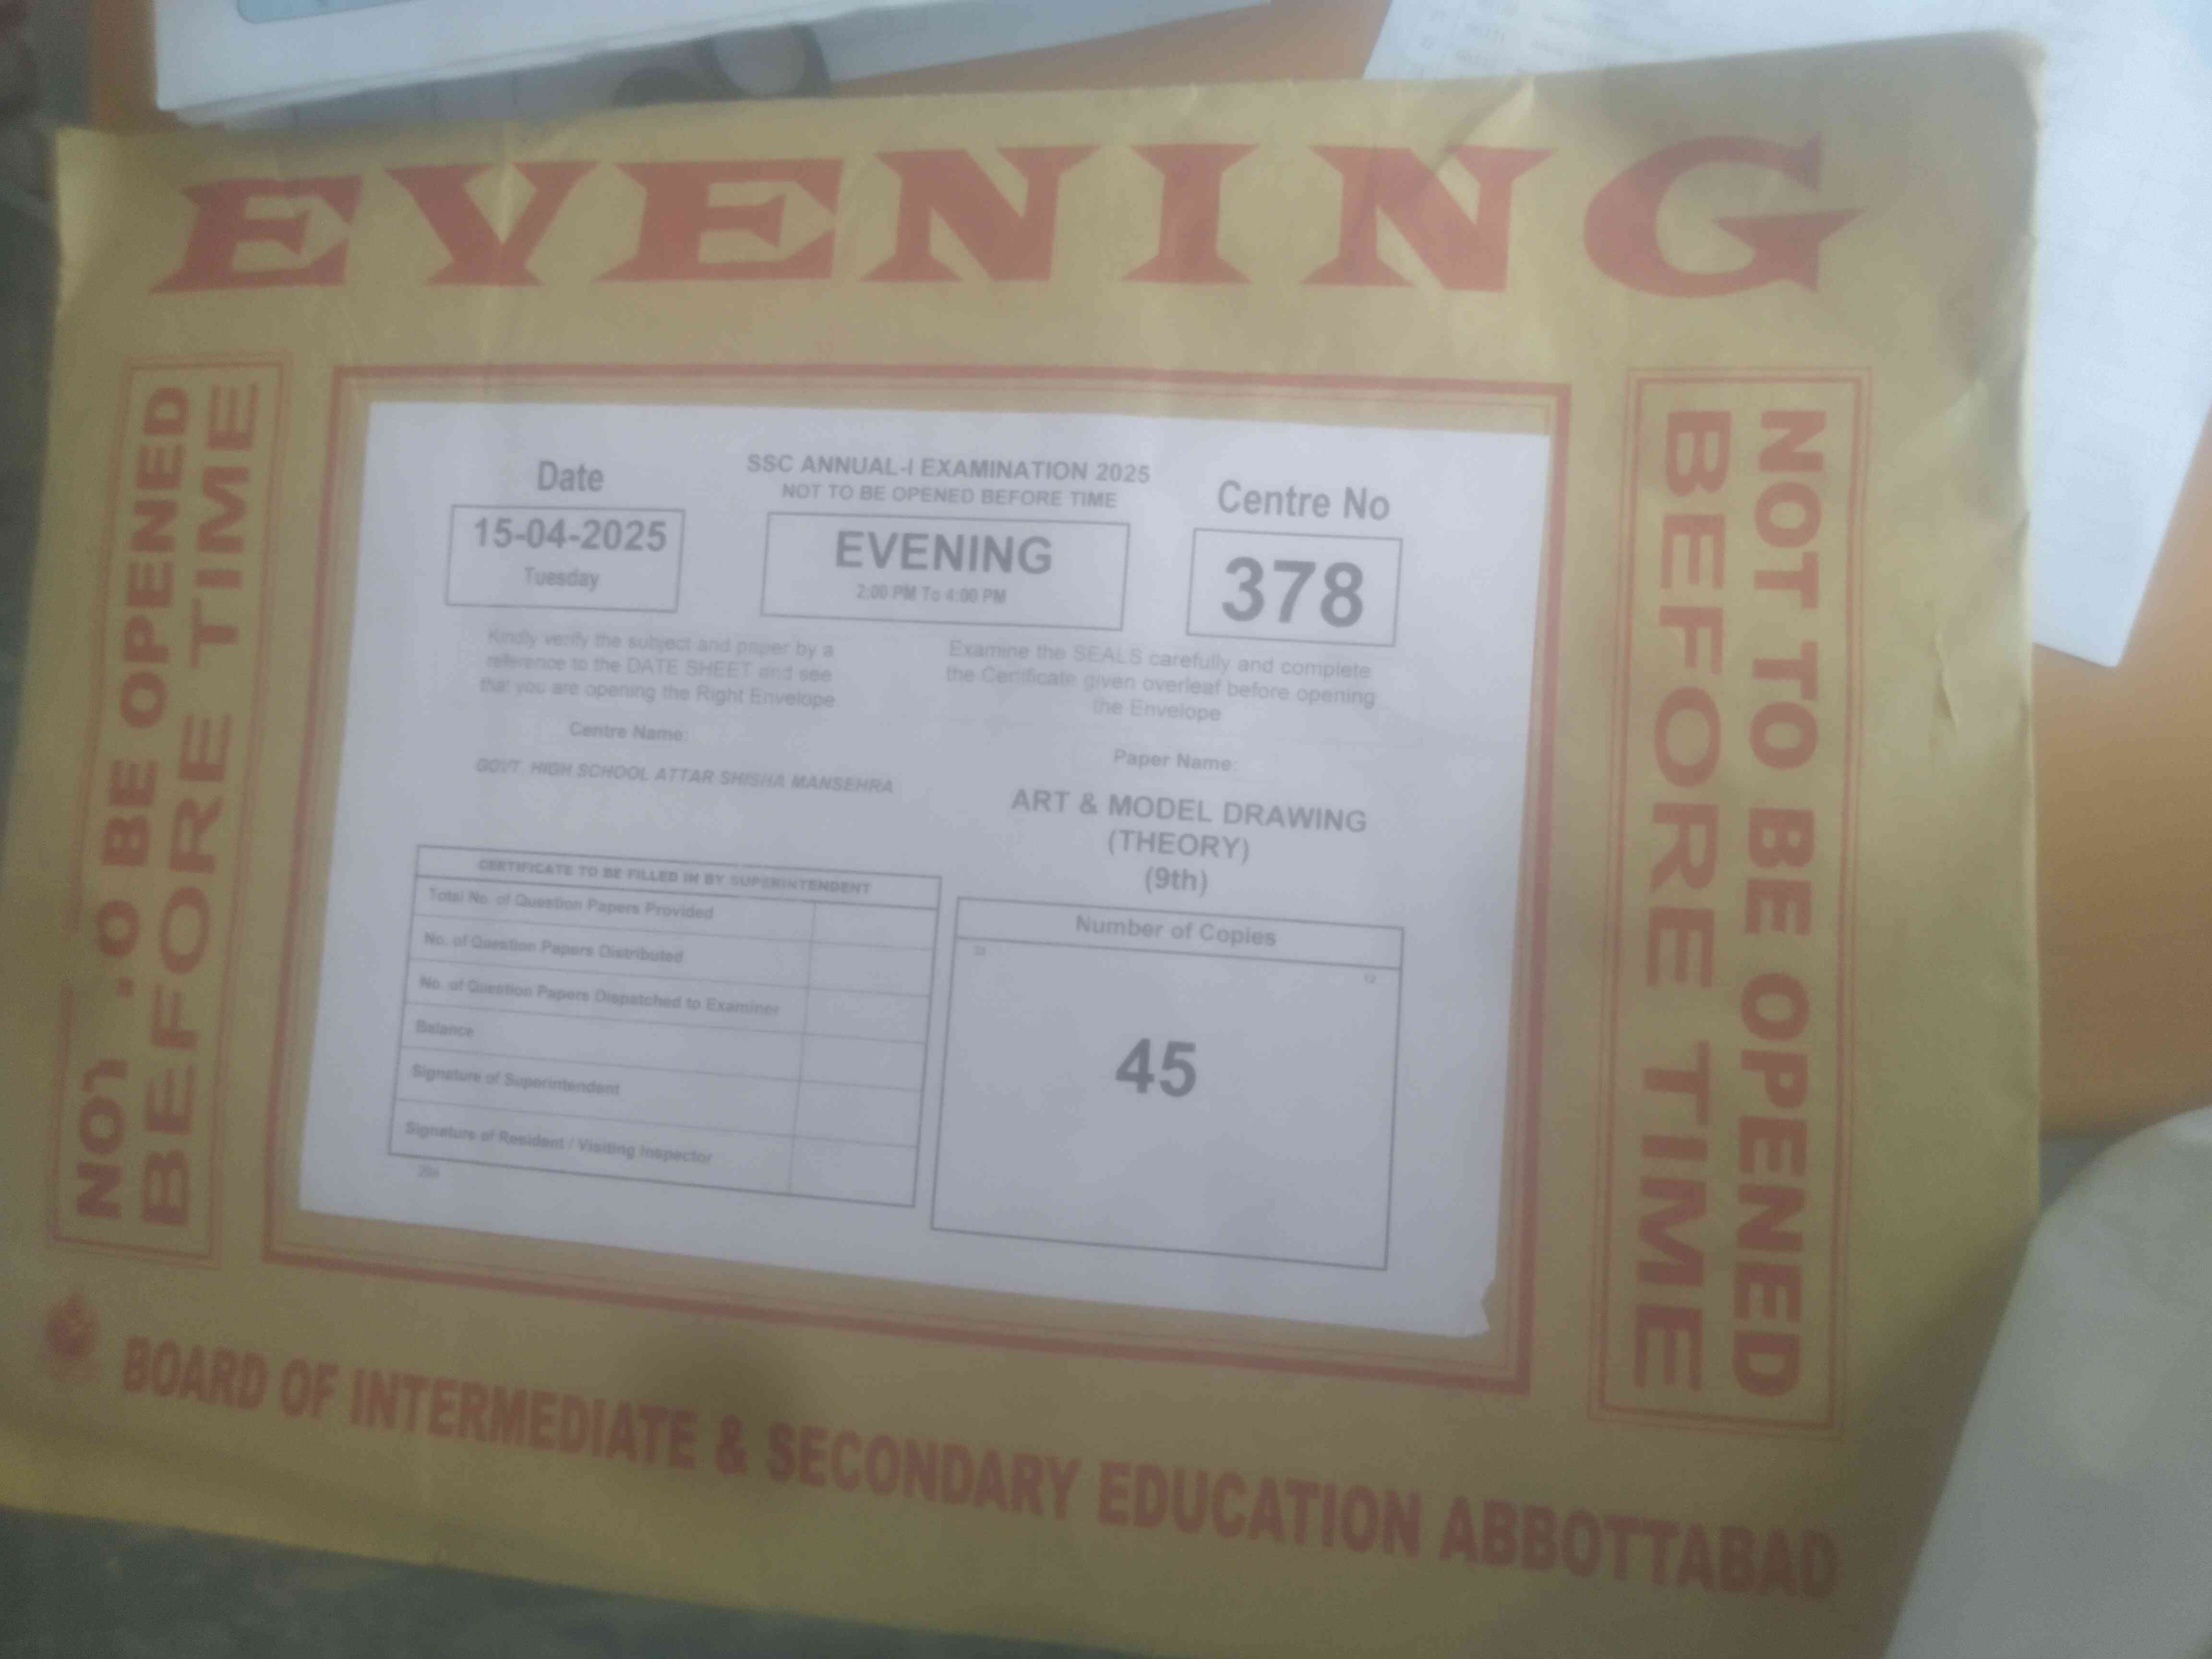 EVENING
NOT TO BE OPENED
BEFORE TIME
SSC ANNUAL-I EXAMINATION 2025
NOT TO BE OPENED BEFORE TIME
Date
15-04-2025
Tuesday
EVENING
2:00 PM To 4:00 PM
Centre No
378
Kindly verify the subject and paper by a
reference to the DATE SHEET and see
that you are opening the Right Envelope
Examine the SEALS carefully and complete
the Certificate given overleaf before opening
the Envelope
Centre Name:
GOVT. HIGH SCHOOL ATTAR SHISHA MANSEHRA
Paper Name:
ART & MODEL DRAWING
(THEORY)
(9th)
CERTIFICATE TO BE FILLED IN BY SUPERINTENDENT
Total No. of Question Papers Provided
No. of Question Papers Distributed
No. of Question Papers Dispatched to Examiner
Balance
Signature of Superintendent
Signature of Resident / Visiting Inspector
Number of Copies
45
NOT TO BE OPENED
BEFORE TIME
BOARD OF INTERMEDIATE & SECONDARY EDUCATION ABBOTTABAD